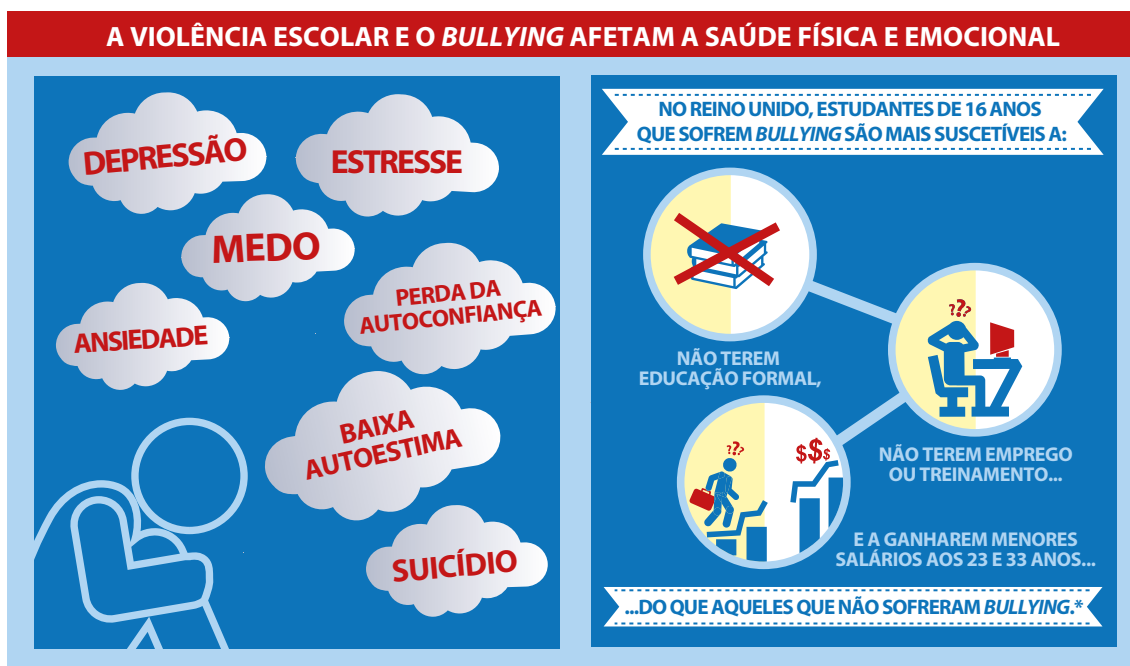 A VIOLÊNCIA ESCOLAR E O BULLYING AFETAM A SAÚDE FÍSICA E EMOCIONAL
DEPRESSÃO
ESTRESSE
MEDO
PERDA DA
AUTOCONFIANÇA
ANSIEDADE
BAIXA
AUTOESTIMA
SUICÍDIO
NO REINO UNIDO, ESTUDANTES DE 16 ANOS
QUE SOFREM BULLYING SÃO MAIS SUSCETÍVEIS A:
NÃO TEREM
EDUCAÇÃO FORMAL,
???
NÃO TEREM EMPREGO
OU TREINAMENTO...
???
$$$
E A GANHAREM MENORES
SALÁRIOS AOS 23 E 33 ANOS...
...DO QUE AQUELES QUE NÃO SOFRERAM BULLYING.*